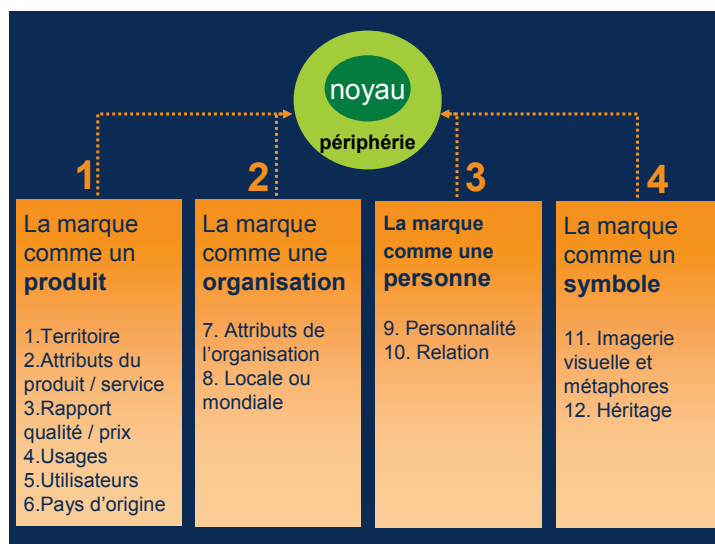 noyau
périphérie
1
2
3
4
La marque
comme un
produit
1.Territoire
2.Attributs du
produit / service
3.Rapport
qualité / prix
4.Usages
5.Utilisateurs
6.Pays d’origine
La marque
comme une
organisation
7. Attributs de
l’organisation
8. Locale ou
mondiale
La marque
comme une
personne
9. Personnalité
10. Relation
La marque
comme un
symbole
11. Imagerie
visuelle et
métaphores
12. Héritage